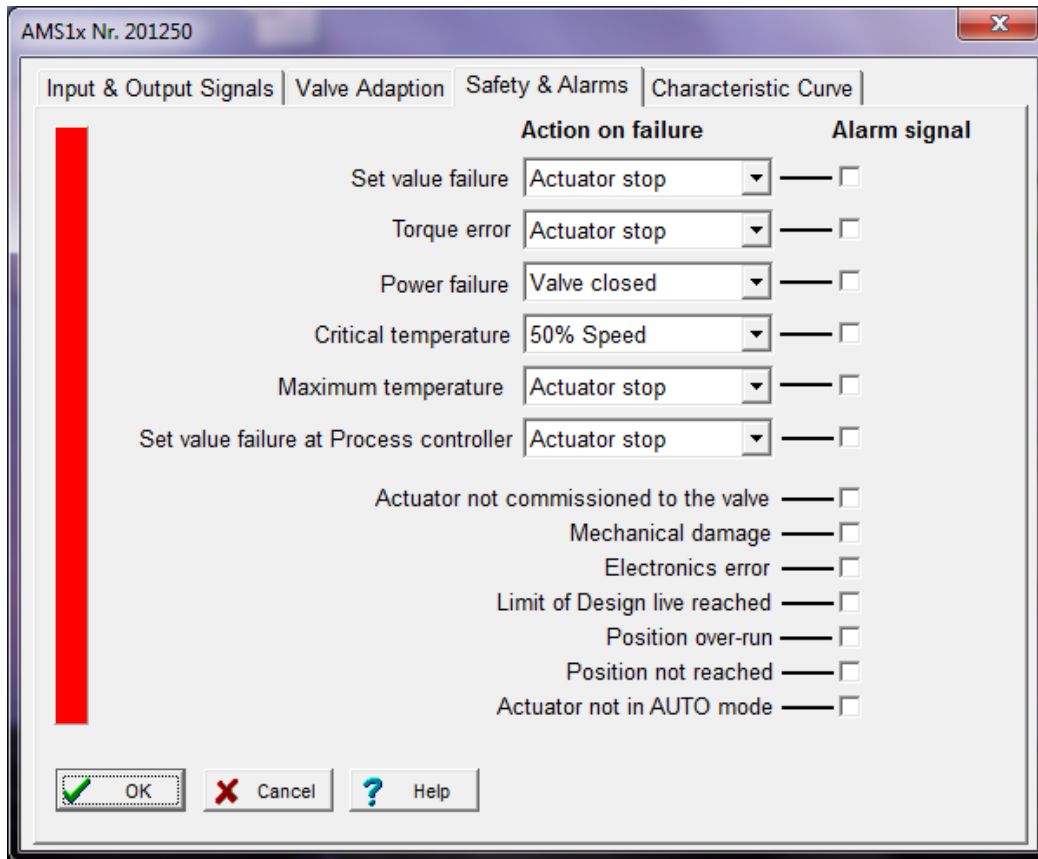 AMS1x Nr. 201250
Input & Output Signals Valve Adaption Safety & Alarms Characteristic Curve
Action on failure Alarm signal
Set value failure Actuator stop
Torque error Actuator stop
Power failure Valve closed
Critical temperature 50% Speed
Maximum temperature Actuator stop
Set value failure at Process controller Actuator stop
Actuator not commissioned to the valve
Mechanical damage
Electronics error
Limit of Design live reached
Position over-run
Position not reached
Actuator not in AUTO mode
OK Cancel Help